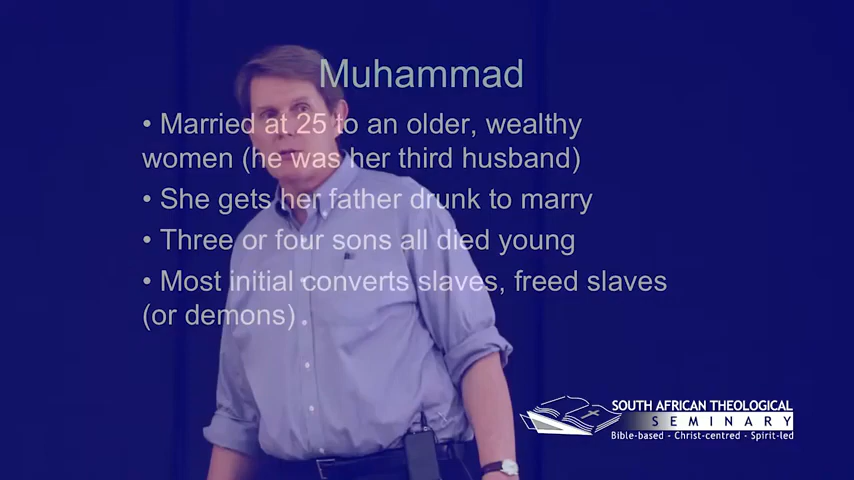 Muhammad
• Married at 25 to an older, wealthy
women (he was her third husband)
• She gets her father drunk to marry
• Three or four sons all died young
• Most initial converts slaves, freed slaves
(or demons)
SOUTH AFRICAN THEOLOGICAL
SEMINARY
Bible-based - Christ-centred - Spirit-led